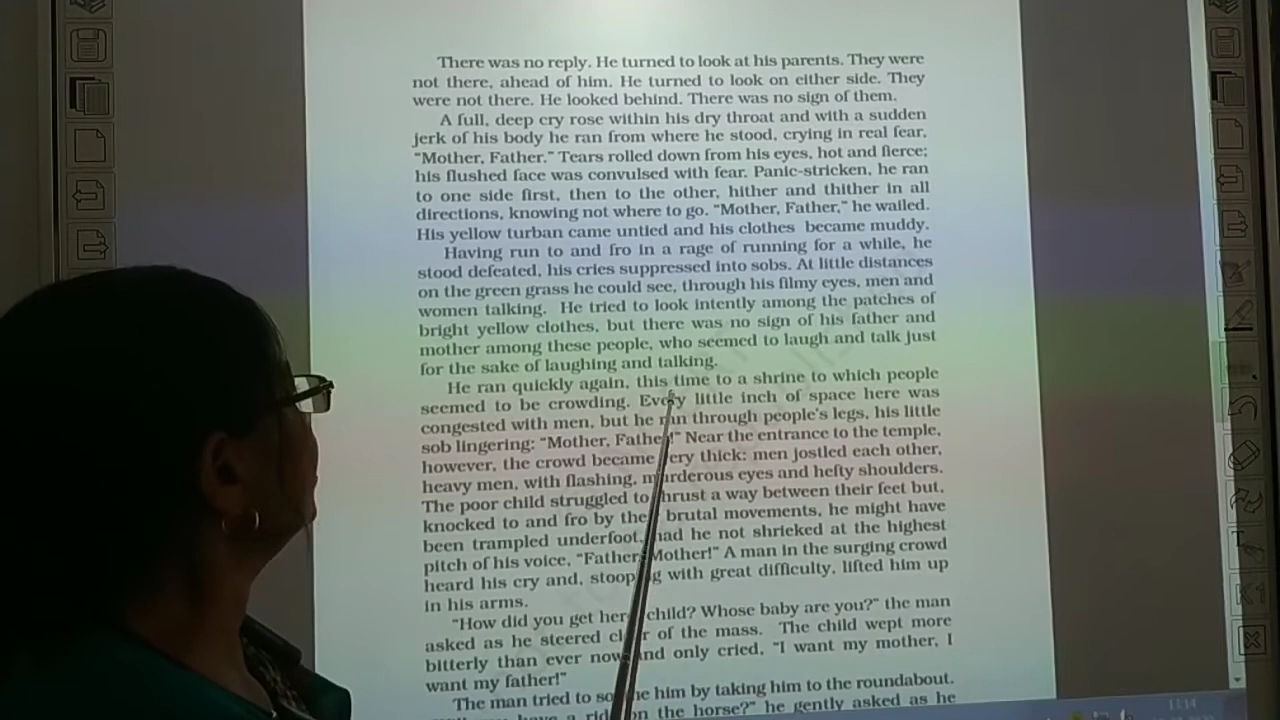 There was no reply. He turned to look at his parents. They were
not there, ahead of him. He turned to look on either side. They
were not there. He looked behind. There was no sign of them.
A full, deep cry rose within his dry throat and with a sudden
jerk of his body he ran from where he stood, crying in real fear,
“Mother, Father.” Tears rolled down from his eyes, hot and fierce;
his flushed face was convulsed with fear. Panic-stricken, he ran
to one side first, then to the other, hither and thither in all
directions, knowing not where to go. “Mother, Father,” he wailed.
His yellow turban came untied and his clothes became muddy.
Having run to and fro in a rage of running for a while, he
stood defeated, his cries suppressed into sobs. At little distances
on the green grass he could see, through his filmy eyes, men and
women talking. He tried to look intently among the patches of
bright yellow clothes, but there was no sign of his father and
mother among these people, who seemed to laugh and talk just
for the sake of laughing and talking.
He ran quickly again, this time to a shrine to which people
seemed to be crowding. Every little inch of space here was
congested with men, but he ran through people’s legs, his little
sob lingering: “Mother, Father!” Near the entrance to the temple,
however, the crowd became very thick: men jostled each other,
heavy men, with flashing, murderous eyes and hefty shoulders.
The poor child struggled to thrust a way between their feet but,
knocked to and fro by their brutal movements, he might have
been trampled underfoot, had he not shrieked at the highest
pitch of his voice, “Father, Mother!” A man in the surging crowd
heard his cry and, stooping with great difficulty, lifted him up
in his arms.
“How did you get here, child? Whose baby are you?” the man
asked as he steered clear of the mass. The child wept more
bitterly than ever now and only cried, “I want my mother, I
want my father!”
The man tried to soothe him by taking him to the roundabout.
have a ride on the horse?” he gently asked as he
11:14